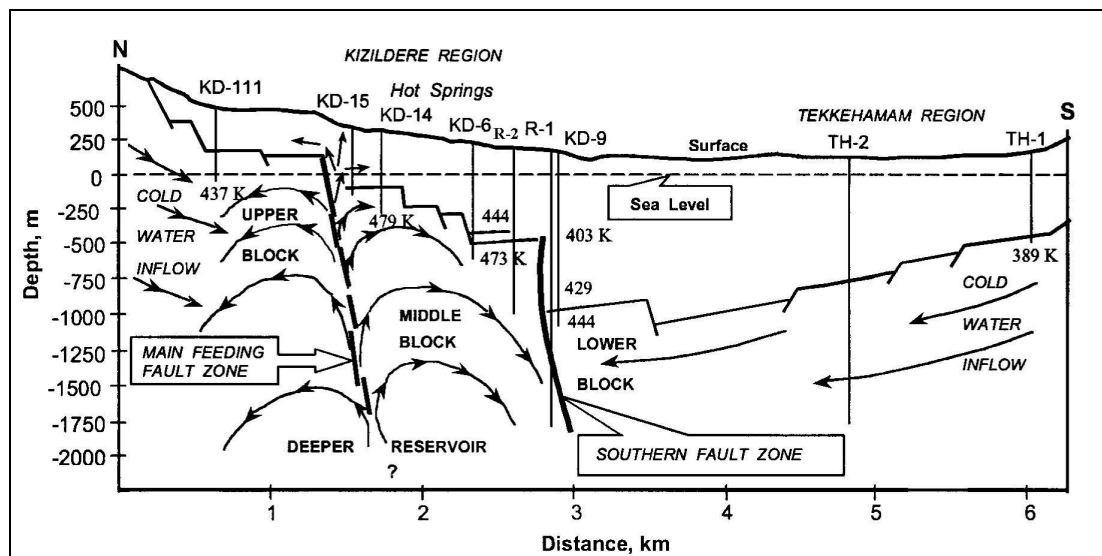 N
KIZILDERE REGION
KD-111
KD-15
Hot Springs
KD-14
KD-6
R-2
R-1
KD-9
TEKKEHAMAM REGION
TH-2
TH-1
S
Surface
Sea Level
Depth, m
500
250
0
-250
-500
-750
-1000
-1250
-1500
-1750
-2000
COLD
WATER
INFLOW
437 K
UPPER
BLOCK
479 K
444
473 K
403 K
429
444
389 K
MIDDLE
BLOCK
LOWER
BLOCK
COLD
WATER
INFLOW
MAIN FEEDING
FAULT ZONE
DEEPER RESERVOIR
?
SOUTHERN FAULT ZONE
1
2
3
4
5
6
Distance, km